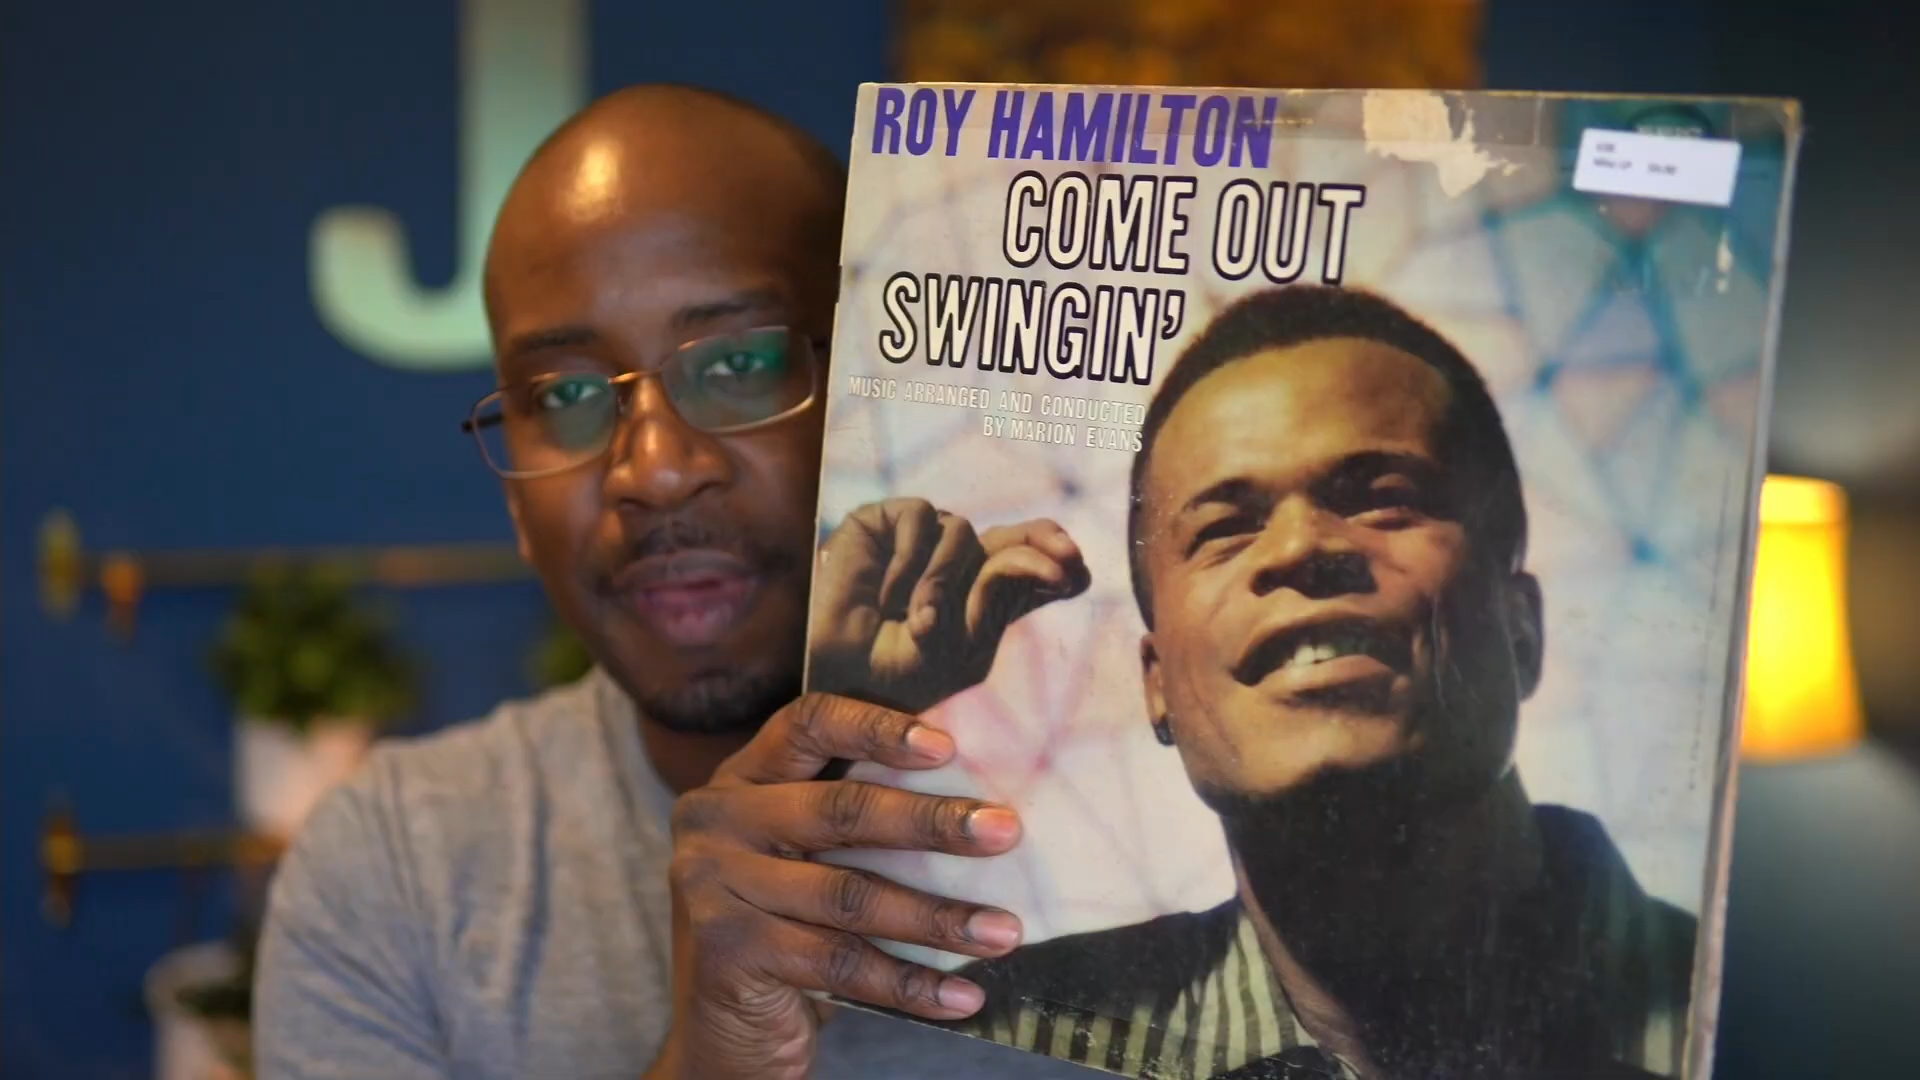 J
ROY HAMILTON
COME OUT
SWINGIN'
MUSIC ARRANGED AND CONDUCTED
BY MARION EVANS